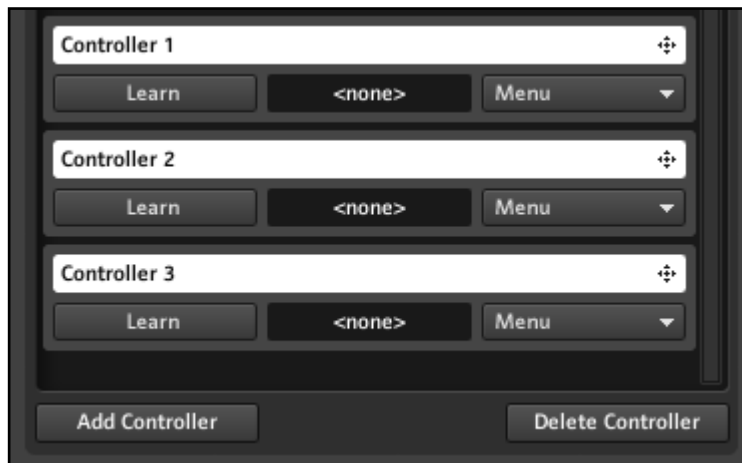 Controller 1
Learn <none> Menu
Controller 2
Learn <none> Menu
Controller 3
Learn <none> Menu
Add Controller Delete Controller